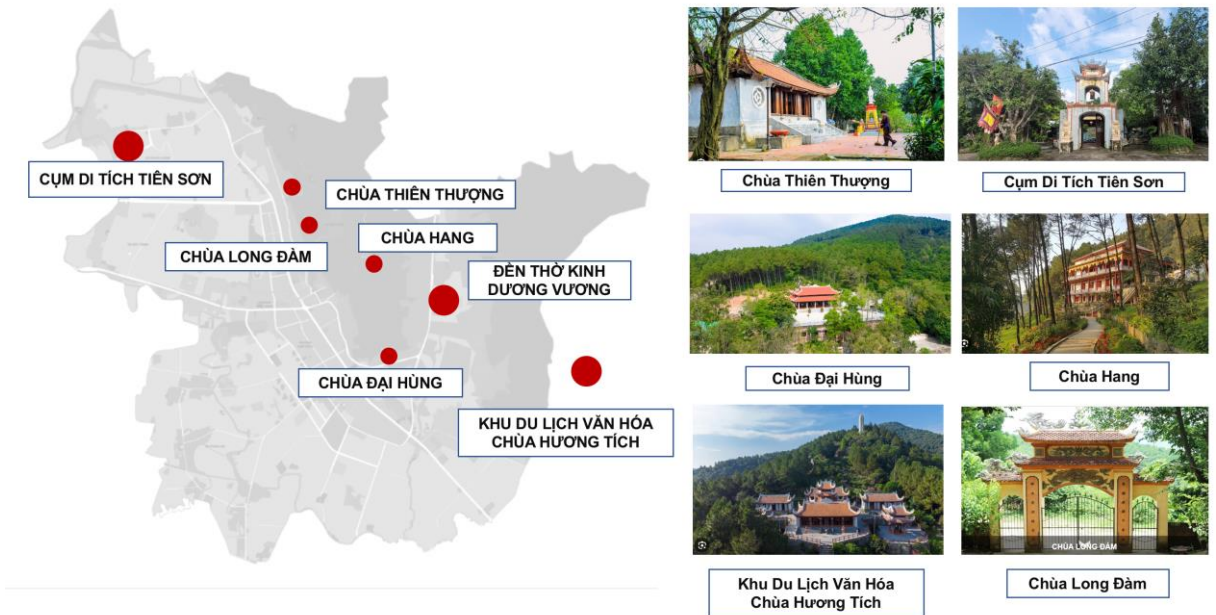 CỤM DI TÍCH TIÊN SƠN
CHÙA THIÊN THƯỢNG
CHÙA LONG ĐÀM
CHÙA HANG
ĐỀN THỜ KINH
DƯƠNG VƯƠNG
CHÙA ĐẠI HÙNG
KHU DU LỊCH VĂN HÓA
CHÙA HƯƠNG TÍCH
Chùa Thiên Thượng
Cụm Di Tích Tiên Sơn
Chùa Đại Hùng
Chùa Hang
CHÙA LONG ĐÀM
Khu Du Lịch Văn Hóa
Chùa Hương Tích
Chùa Long Đàm